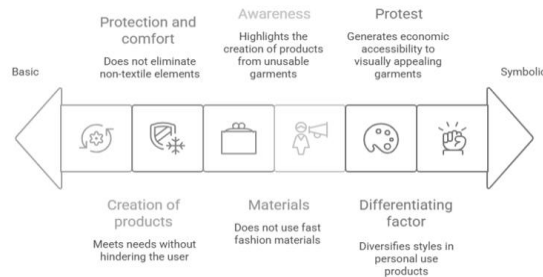 Protection and
comfort
Does not eliminate
non-textile elements
Awareness
Highlights the
creation of products
from unusable
garments
Protest
Generates economic
accessibility to
visually appealing
garments
Basic
Symbolic
Creation of
products
Meets needs without
hindering the user
Materials
Does not use fast
fashion materials
Differentiating
factor
Diversifies styles in
personal use
products